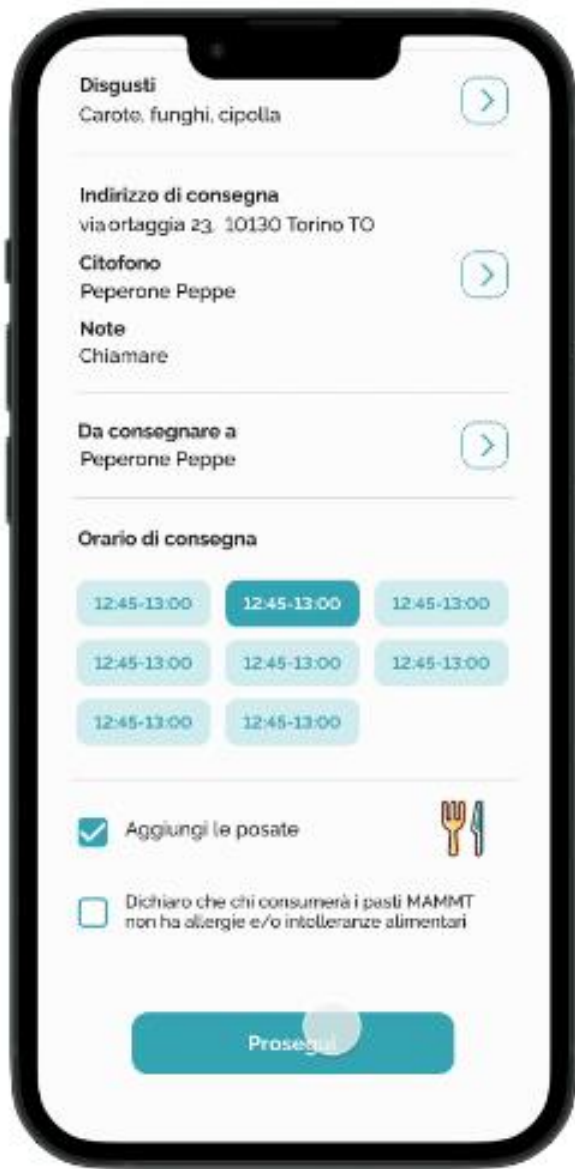 Disgusti
Carote, funghi, cipolla
Indirizzo di consegna
via ortaggia 23, 10130 Torino TO
Citofono
Peperone Peppe
Note
Chiamare
Da consegnare a
Peperone Peppe
Orario di consegna
12:45-13:00 12:45-13:00 12:45-13:00
12:45-13:00 12:45-13:00 12:45-13:00
12:45-13:00 12:45-13:00
Aggiungi le posate
Dichiaro che chi consumerà i pasti MAMMT
non ha allergie e/o intolleranze alimentari
Prosegui